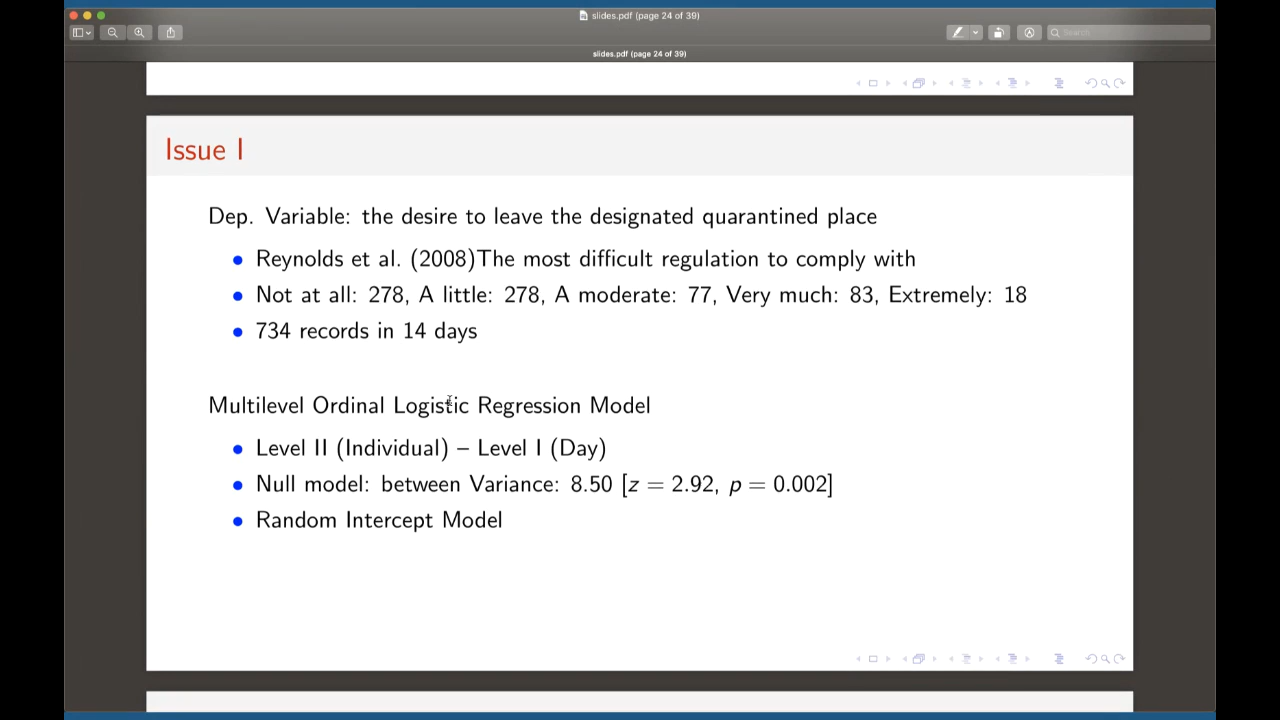 slides.pdf (page 24 of 39)
Search
slides.pdf (page 24 of 39)
Issue I
Dep. Variable: the desire to leave the designated quarantined place
Reynolds et al. (2008)The most difficult regulation to comply with
Not at all: 278, A little: 278, A moderate: 77, Very much: 83, Extremely: 18
734 records in 14 days
Multilevel Ordinal Logistic Regression Model
Level II (Individual) – Level I (Day)
Null model: between Variance: 8.50 [z = 2.92, p = 0.002]
Random Intercept Model